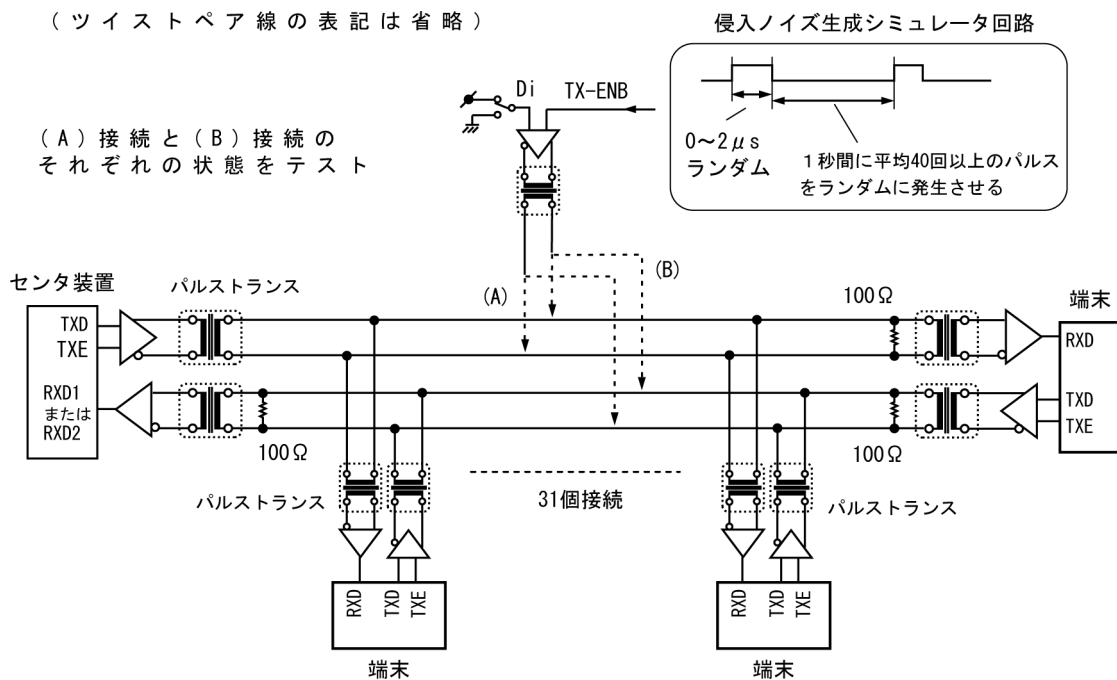 （ツイストペア線の表記は省略）
侵入ノイズ生成シミュレータ回路
Di
TX-ENB
0～2μs
ランダム
1秒間に平均40回以上のパルス
をランダムに発生させる
(A)接続と(B)接続の
それぞれの状態をテスト
(B)
(A)
センタ装置
パルストランス
100Ω
端末
TXD
TXE
RXD
RXD1
または
RXD2
TXD
TXE
100Ω
100Ω
パルストランス
31個接続
パルストランス
RXD
TXD
TXE
RXD
TXD
TXE
端末
端末